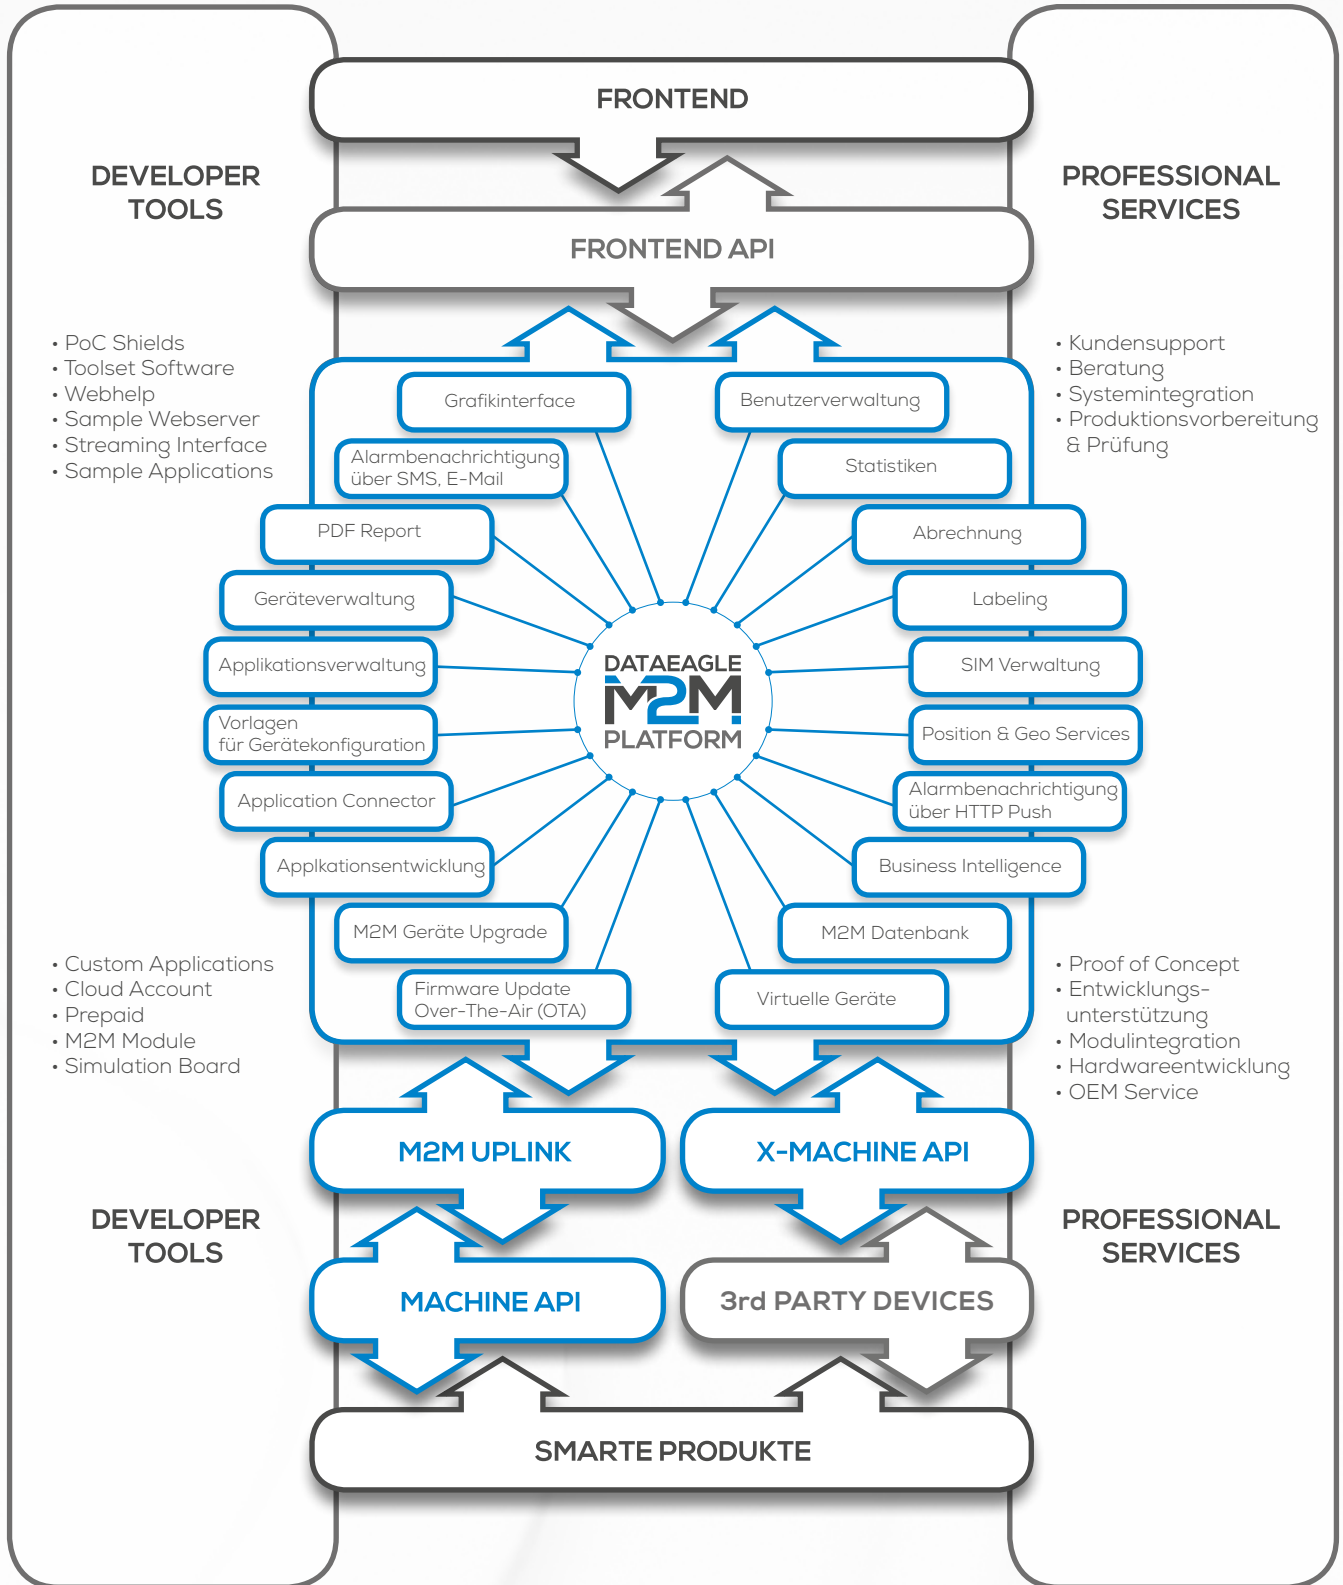 FRONTEND
DEVELOPER
TOOLS
PROFESSIONAL
SERVICES
FRONTEND API
• PoC Shields
• Toolset Software
• Webhelp
• Sample Webserver
• Streaming Interface
• Sample Applications
• Kundensupport
• Beratung
• Systemintegration
• Produktionsvorbereitung
& Prüfung
Grafikinterface
Benutzerverwaltung
Alarmbenachrichtigung
über SMS, E-Mail
Statistiken
PDF Report
Abrechnung
Geräteverwaltung
Labeling
Applikationsverwaltung
SIM Verwaltung
DATAEAGLE
M2M
PLATFORM
Vorlagen
für Gerätekonfiguration
Position & Geo Services
Application Connector
Alarmbenachrichtigung
über HTTP Push
Applkationsentwicklung
Business Intelligence
M2M Geräte Upgrade
M2M Datenbank
Firmware Update
Over-The-Air (OTA)
Virtuelle Geräte
• Custom Applications
• Cloud Account
• Prepaid
• M2M Module
• Simulation Board
• Proof of Concept
• Entwicklungs-
unterstützung
• Modulintegration
• Hardwareentwicklung
• OEM Service
M2M UPLINK
X-MACHINE API
DEVELOPER
TOOLS
PROFESSIONAL
SERVICES
MACHINE API
3rd PARTY DEVICES
SMARTE PRODUKTE